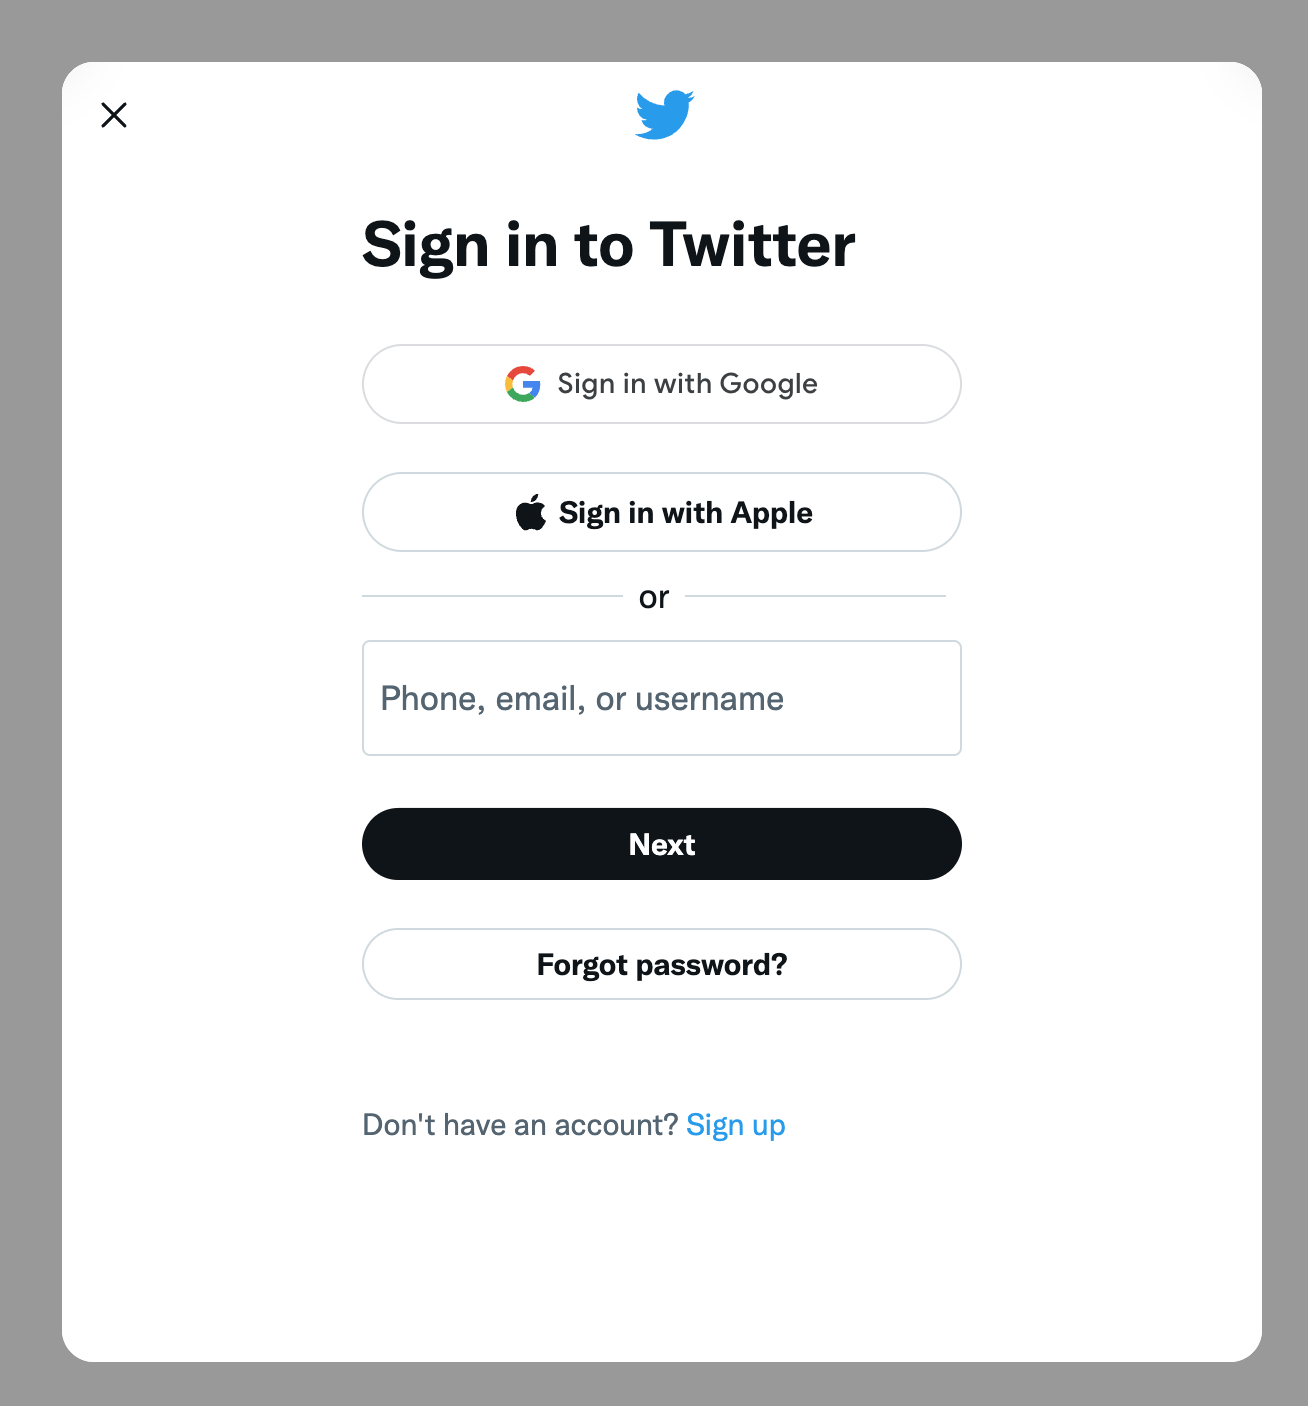 Sign in to Twitter
Sign in with Google
Sign in with Apple
or
Phone, email, or username
Next
Forgot password?
Don't have an account? Sign up